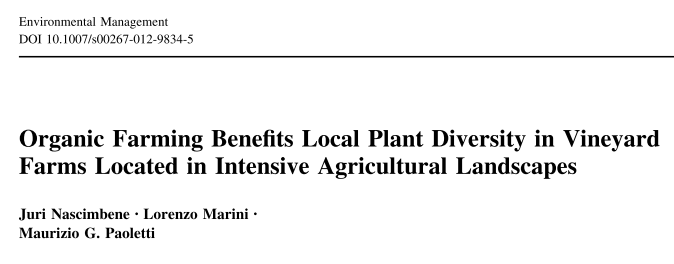 Environmental Management
DOI 10.1007/s00267-012-9834-5
Organic Farming Benefits Local Plant Diversity in Vineyard
Farms Located in Intensive Agricultural Landscapes
Juri Nascimbene · Lorenzo Marini ·
Maurizio G. Paoletti